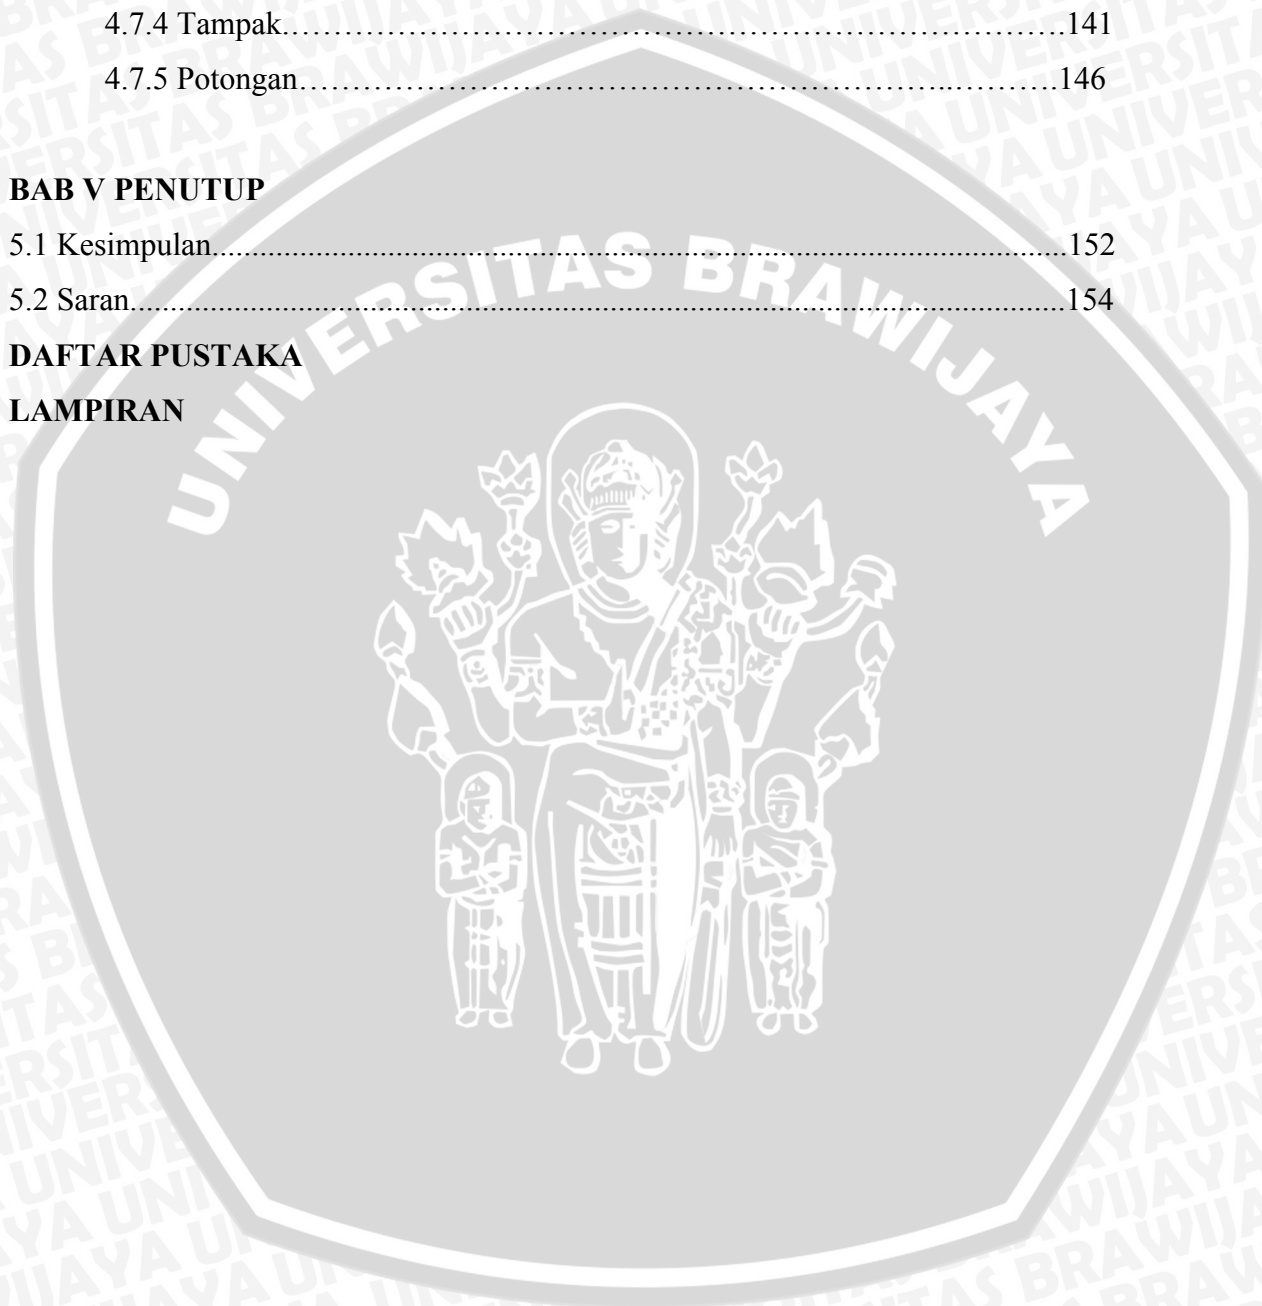 4.7.4 Tampak……………………………………………………………….141
4.7.5 Potongan……………………………………………………..……….146
BAB V PENUTUP
5.1 Kesimpulan.........................................................................................................152
5.2 Saran...................................................................................................................154
DAFTAR PUSTAKA
LAMPIRAN
UNIVERSITAS BRAWIJAYA